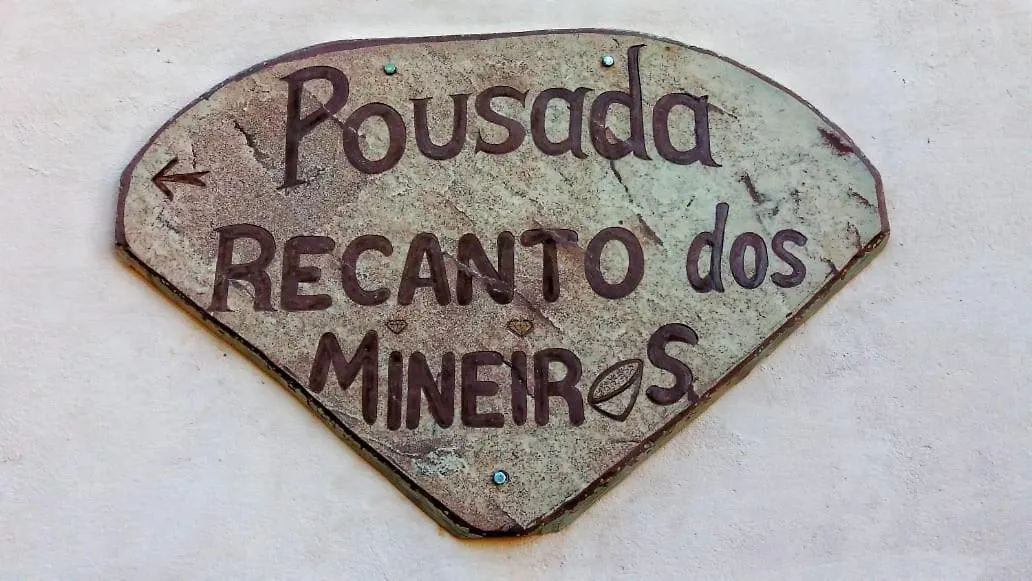 Pousada
RECANTO dos
MINEIROS